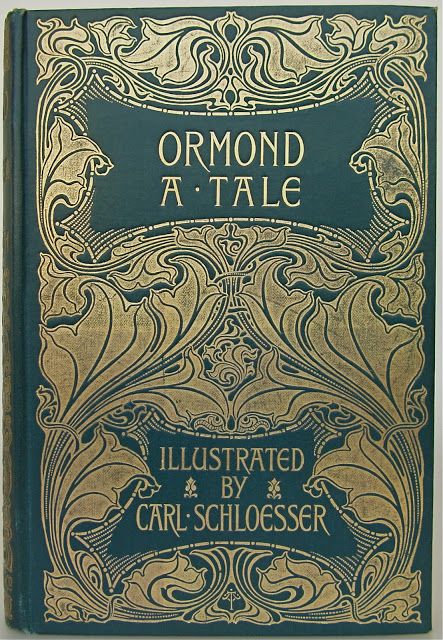 ORMOND
A · TALE
ILLUSTRATED
BY
CARL · SCHLOESSER